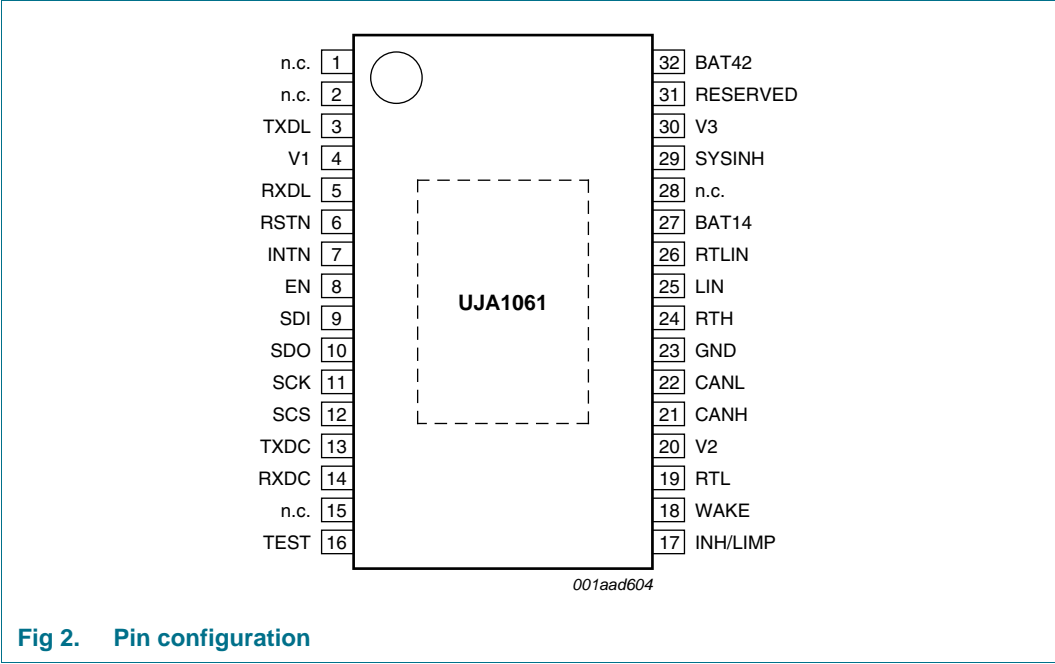 n.c. 1 32 BAT42
n.c. 2 31 RESERVED
TXDL 3 30 V3
V1 4 29 SYSINH
RXDL 5 28 n.c.
RSTN 6 27 BAT14
INTN 7 26 RTLIN
EN 8 25 LIN
UJA1061
SDI 9 24 RTH
SDO 10 23 GND
SCK 11 22 CANL
SCS 12 21 CANH
TXDC 13 20 V2
RXDC 14 19 RTL
n.c. 15 18 WAKE
TEST 16 17 INH/LIMP
001aad604
Fig 2. Pin configuration